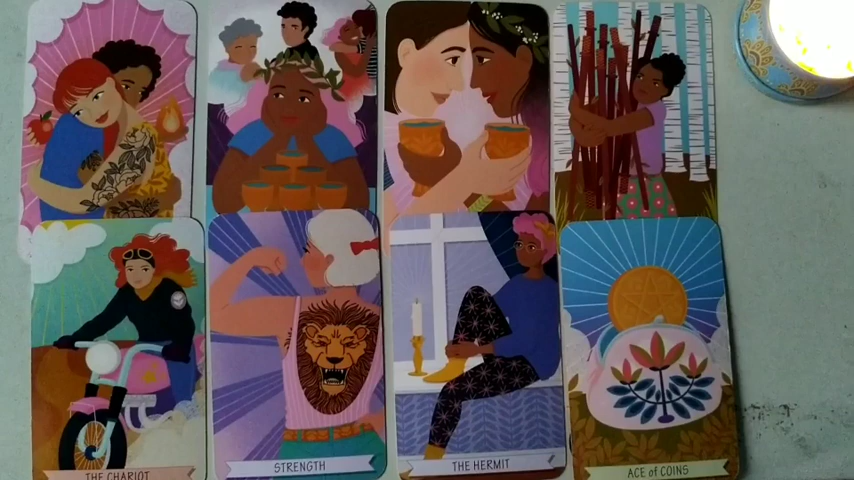 THE CHARIOT
STRENGTH
THE HERMIT
ACE of COINS